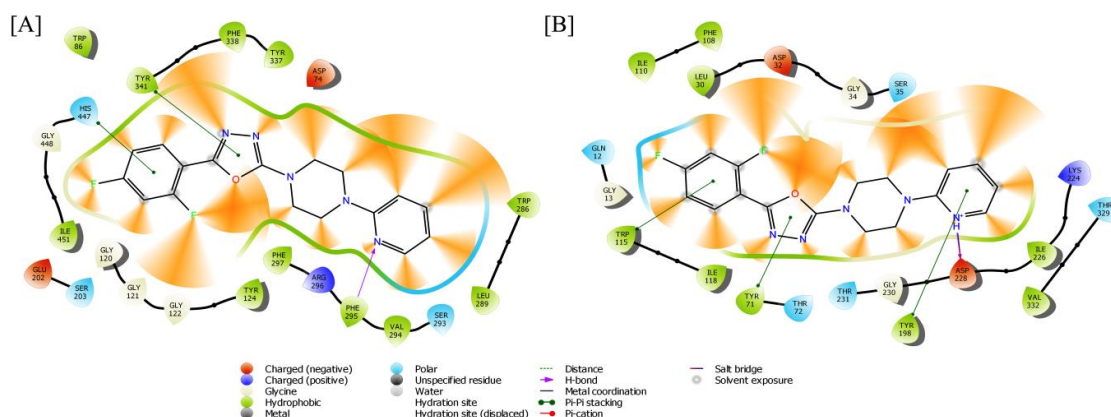 [A]
[B]
TRP 86
PHE 338
TYR 337
TYR 341
ASP 74
HIS 447
GLY 448
N N
O
N
N
N
F
F
ILE 451
GLU 202
SER 203
GLY 120
GLY 121
GLY 122
TYR 124
PHE 297
ARG 296
PHE 295
VAL 294
SER 293
LEU 289
TRP 286
PHE 108
ILE 110
LEU 30
ASP 32
GLY 34
SER 35
GLN 12
GLY 13
F
F
O
N
N
N
N
N+
H
LYS 224
THR 329
TRP 115
ILE 118
TYR 71
THR 72
THR 231
GLY 230
ASP 228
ILE 226
VAL 332
TYR 198
Charged (negative)
Charged (positive)
Glycine
Hydrophobic
Metal
Polar
Unspecified residue
Water
Hydration site
Hydration site (displaced)
Distance
H-bond
Metal coordination
Pi-Pi stacking
Pi-cation
Salt bridge
Solvent exposure